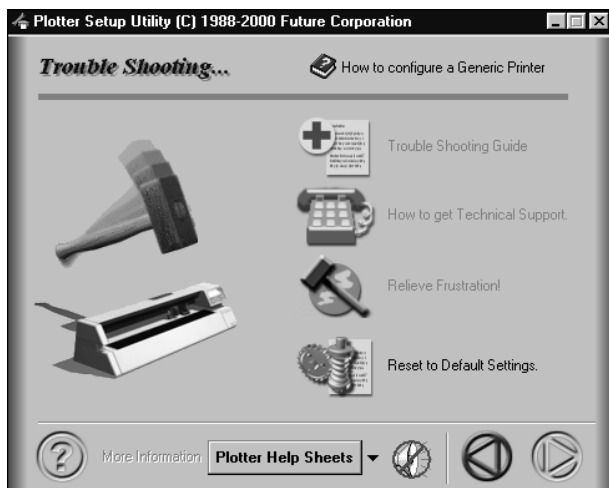 Plotter Setup Utility (C) 1988-2000 Future Corporation
Trouble Shooting...
How to configure a Generic Printer
Trouble Shooting Guide
How to get Technical Support.
Relieve Frustration!
Reset to Default Settings.
More Information
Plotter Help Sheets